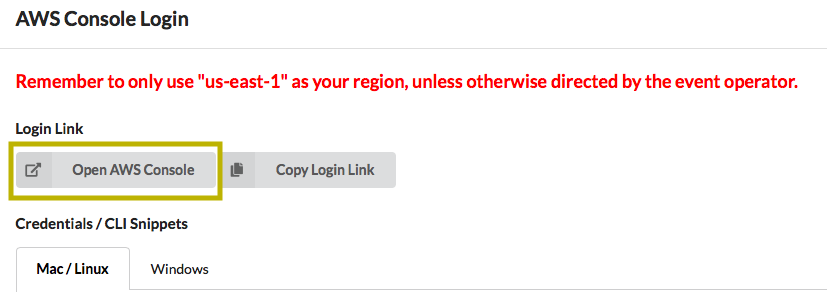 AWS Console Login
Remember to only use "us-east-1" as your region, unless otherwise directed by the event operator.
Login Link
Open AWS Console Copy Login Link
Credentials / CLI Snippets
Mac / Linux Windows